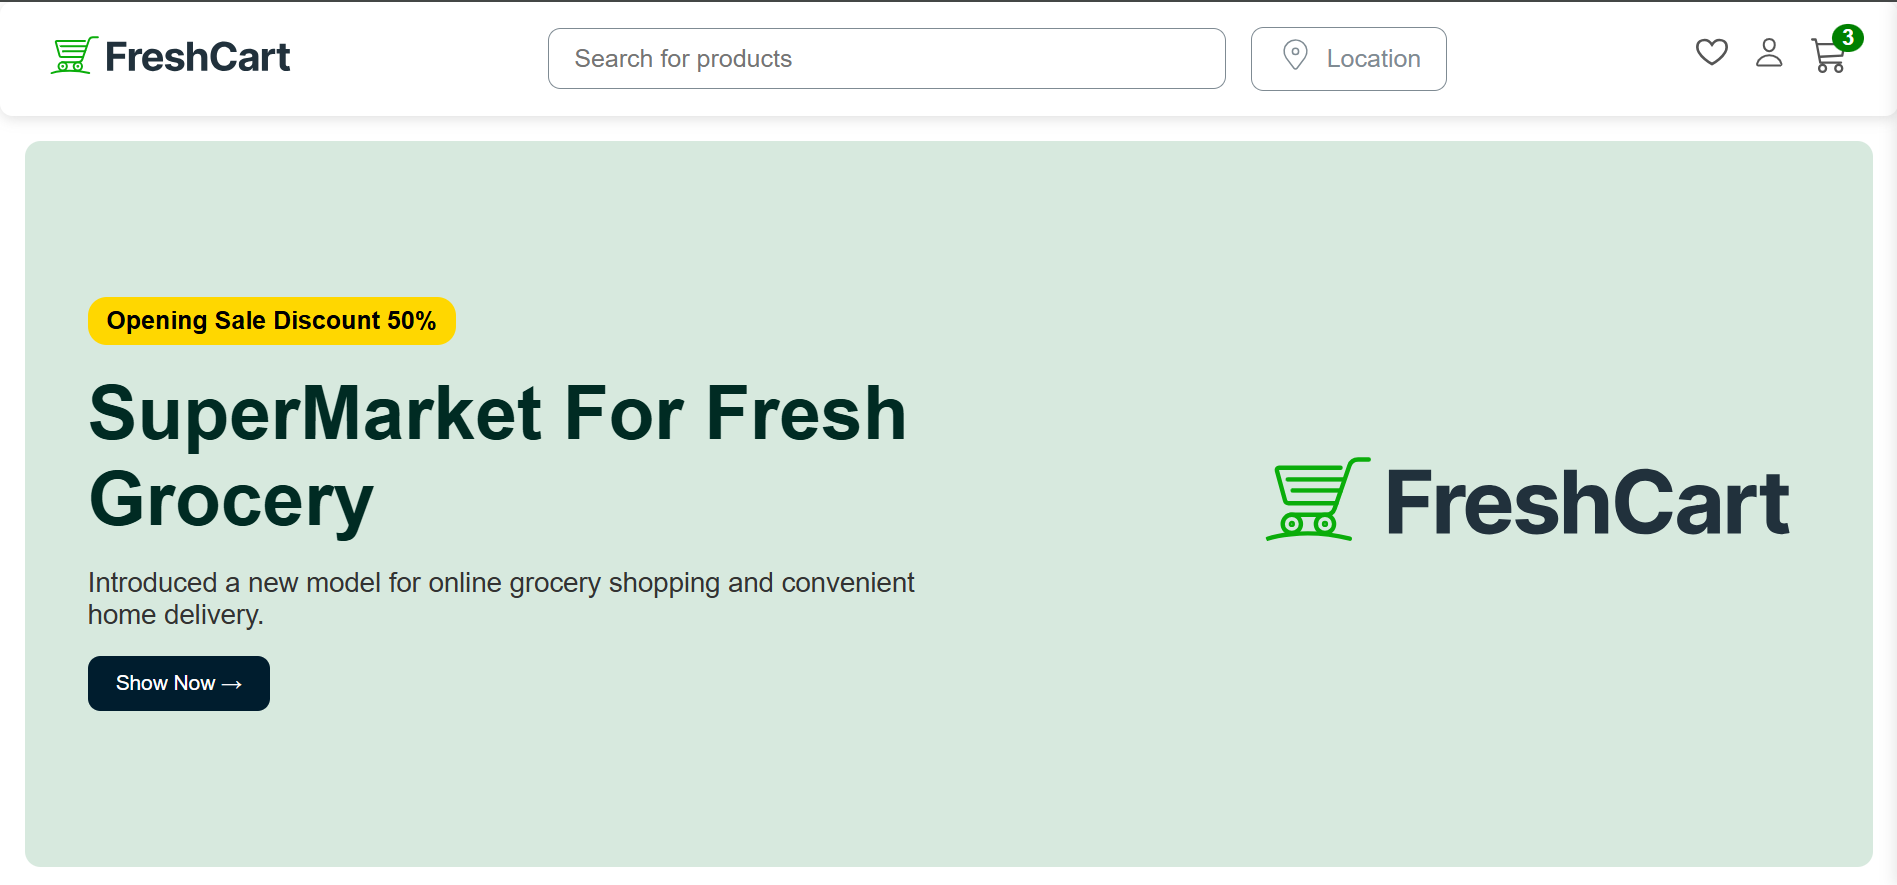 FreshCart
Search for products
Location
3
Opening Sale Discount 50%
SuperMarket For Fresh
Grocery
Introduced a new model for online grocery shopping and convenient
home delivery.
Show Now →
FreshCart